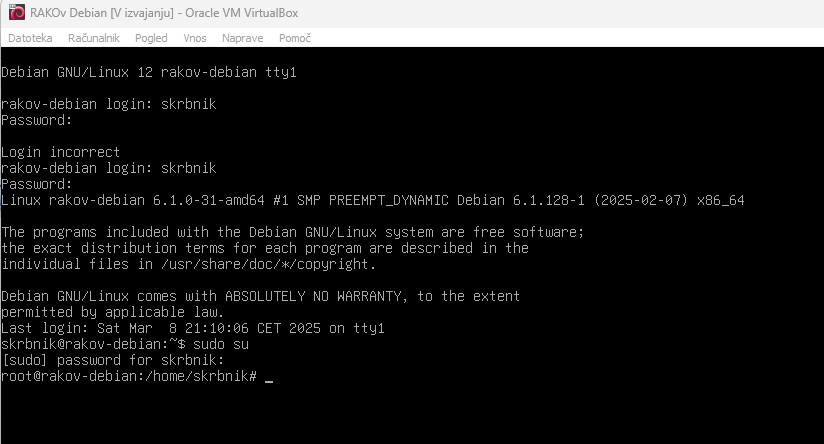 RAKOv Debian [V izvajanju] - Oracle VM VirtualBox
Datoteka Računalnik Pogled Vnos Naprave Pomoč
Debian GNU/Linux 12 rakov-debian tty1
rakov-debian login: skrbnik
Password:
Login incorrect
rakov-debian login: skrbnik
Password:
Linux rakov-debian 6.1.0-31-amd64 #1 SMP PREEMPT_DYNAMIC Debian 6.1.128-1 (2025-02-07) x86_64
The programs included with the Debian GNU/Linux system are free software;
the exact distribution terms for each program are described in the
individual files in /usr/share/doc/*/copyright.
Debian GNU/Linux comes with ABSOLUTELY NO WARRANTY, to the extent
permitted by applicable law.
Last login: Sat Mar  8 21:10:06 CET 2025 on tty1
skrbnik@rakov-debian:~$ sudo su
[sudo] password for skrbnik:
root@rakov-debian:/home/skrbnik# _